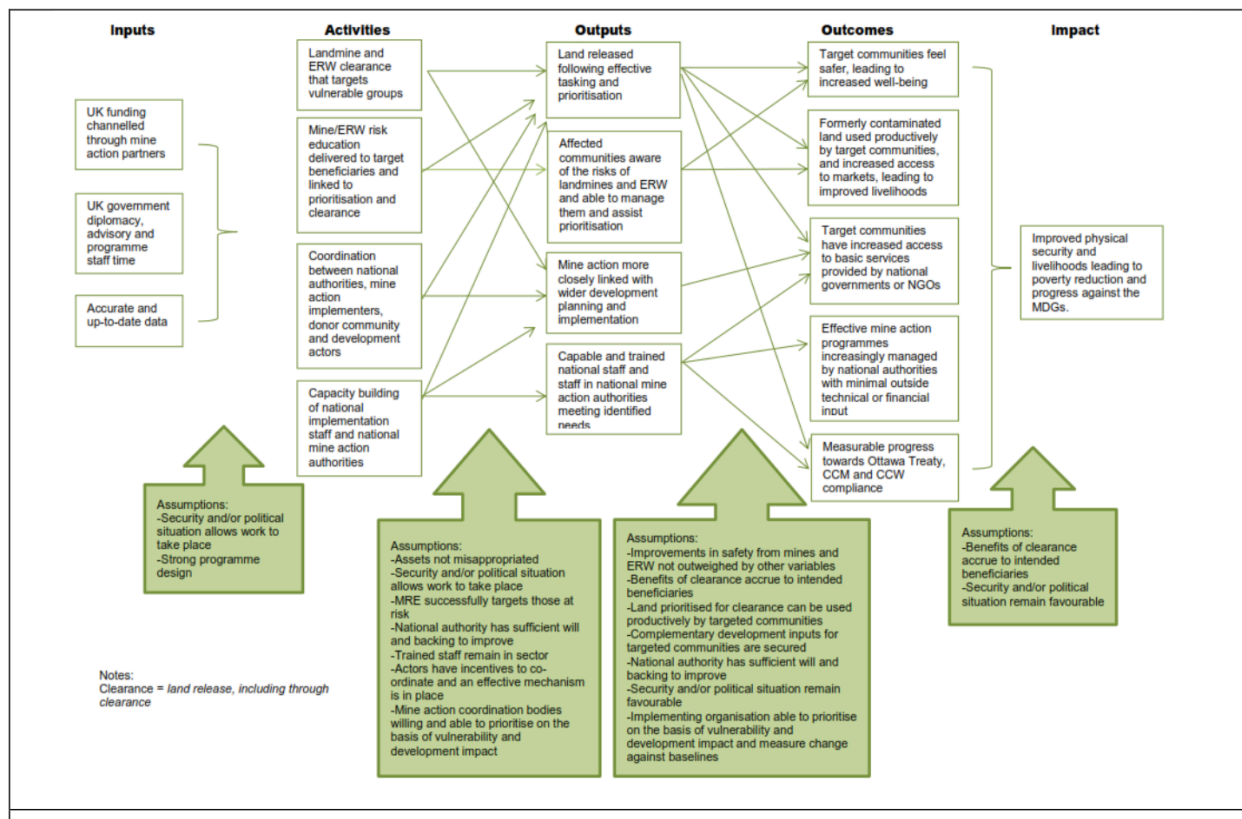 Inputs
Activities
Outputs
Outcomes
Impact
UK funding
channelled
through mine
action partners
UK government
diplomacy,
advisory and
programme
staff time
Accurate and
up-to-date data
Landmine and
ERW clearance
that targets
vulnerable groups
Mine/ERW risk
education
delivered to target
beneficiaries and
linked to
prioritisation and
clearance
Coordination
between national
authorities, mine
action
implementers,
donor community
and development
actors
Capacity building
of national
implementation
staff and national
mine action
authorities
Land released
following effective
tasking and
prioritisation
Affected
communities aware
of the risks of
landmines and ERW
and able to manage
them and assist
prioritisation
Mine action more
closely linked with
wider development
planning and
implementation
Capable and trained
national staff and
staff in national mine
action authorities
meeting identified
needs
Target communities feel
safer, leading to
increased well-being
Formerly contaminated
land used productively
by target communities,
and increased access
to markets, leading to
improved livelihoods
Target communities
have increased access
to basic services
provided by national
governments or NGOs
Effective mine action
programmes
increasingly managed
by national authorities
with minimal outside
technical or financial
input
Measurable progress
towards Ottawa Treaty,
CCM and CCW
compliance
Improved physical
security and
livelihoods leading to
poverty reduction and
progress against the
MDGs.
Assumptions:
-Security and/or political
situation allows work to
take place
-Strong programme
design
Assumptions:
-Assets not misappropriated
-Security and/or political situation
allows work to take place
-MRE successfully targets those at
risk
-National authority has sufficient will
and backing to improve
-Trained staff remain in sector
-Actors have incentives to co-
ordinate and an effective mechanism
is in place
-Mine action coordination bodies
willing and able to prioritise on the
basis of vulnerability and
development impact
Assumptions:
-Improvements in safety from mines and
ERW not outweighed by other variables
-Benefits of clearance accrue to intended
beneficiaries
-Land prioritised for clearance can be used
productively by targeted communities
-Complementary development inputs for
targeted communities are secured
-National authority has sufficient will and
backing to improve
-Security and/or political situation remain
favourable
-Implementing organisation able to prioritise
on the basis of vulnerability and
development impact and measure change
against baselines
Assumptions:
-Benefits of clearance
accrue to intended
beneficiaries
-Security and/or political
situation remain favourable
Notes:
Clearance = land release, including through
clearance